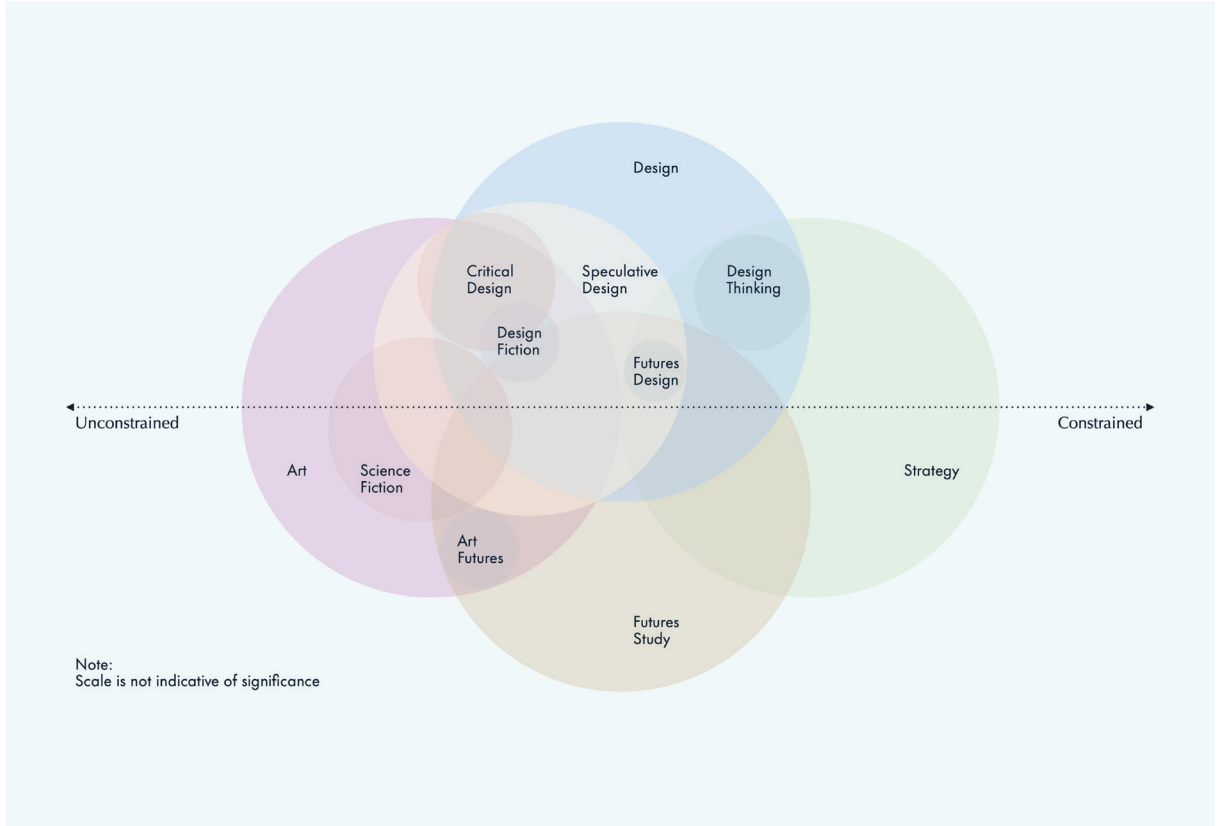 Design
Critical
Design
Speculative
Design
Design
Thinking
Design
Fiction
Futures
Design
Unconstrained
Constrained
Art
Science
Fiction
Strategy
Art
Futures
Futures
Study
Note:
Scale is not indicative of significance